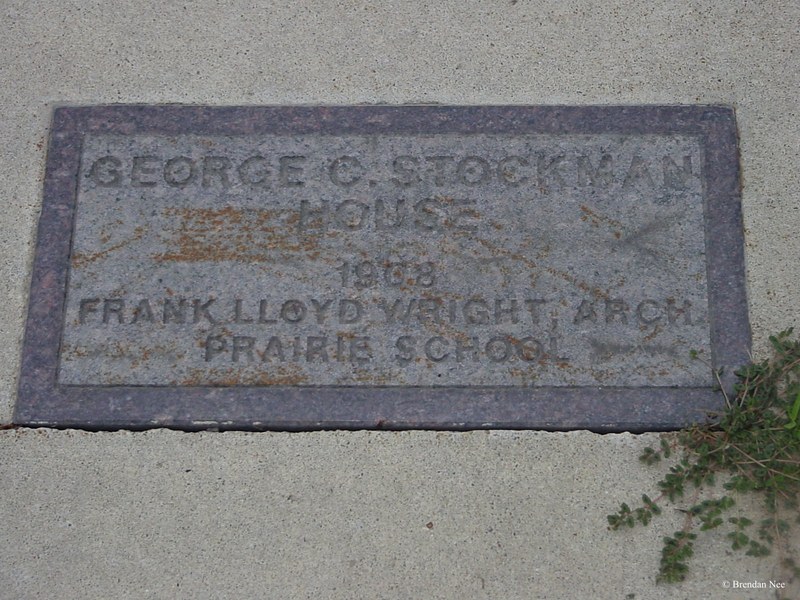 GEORGE C. STOCKMAN
HOUSE
1908
FRANK LLOYD WRIGHT, ARCH.
PRAIRIE SCHOOL
© Brendan Nee